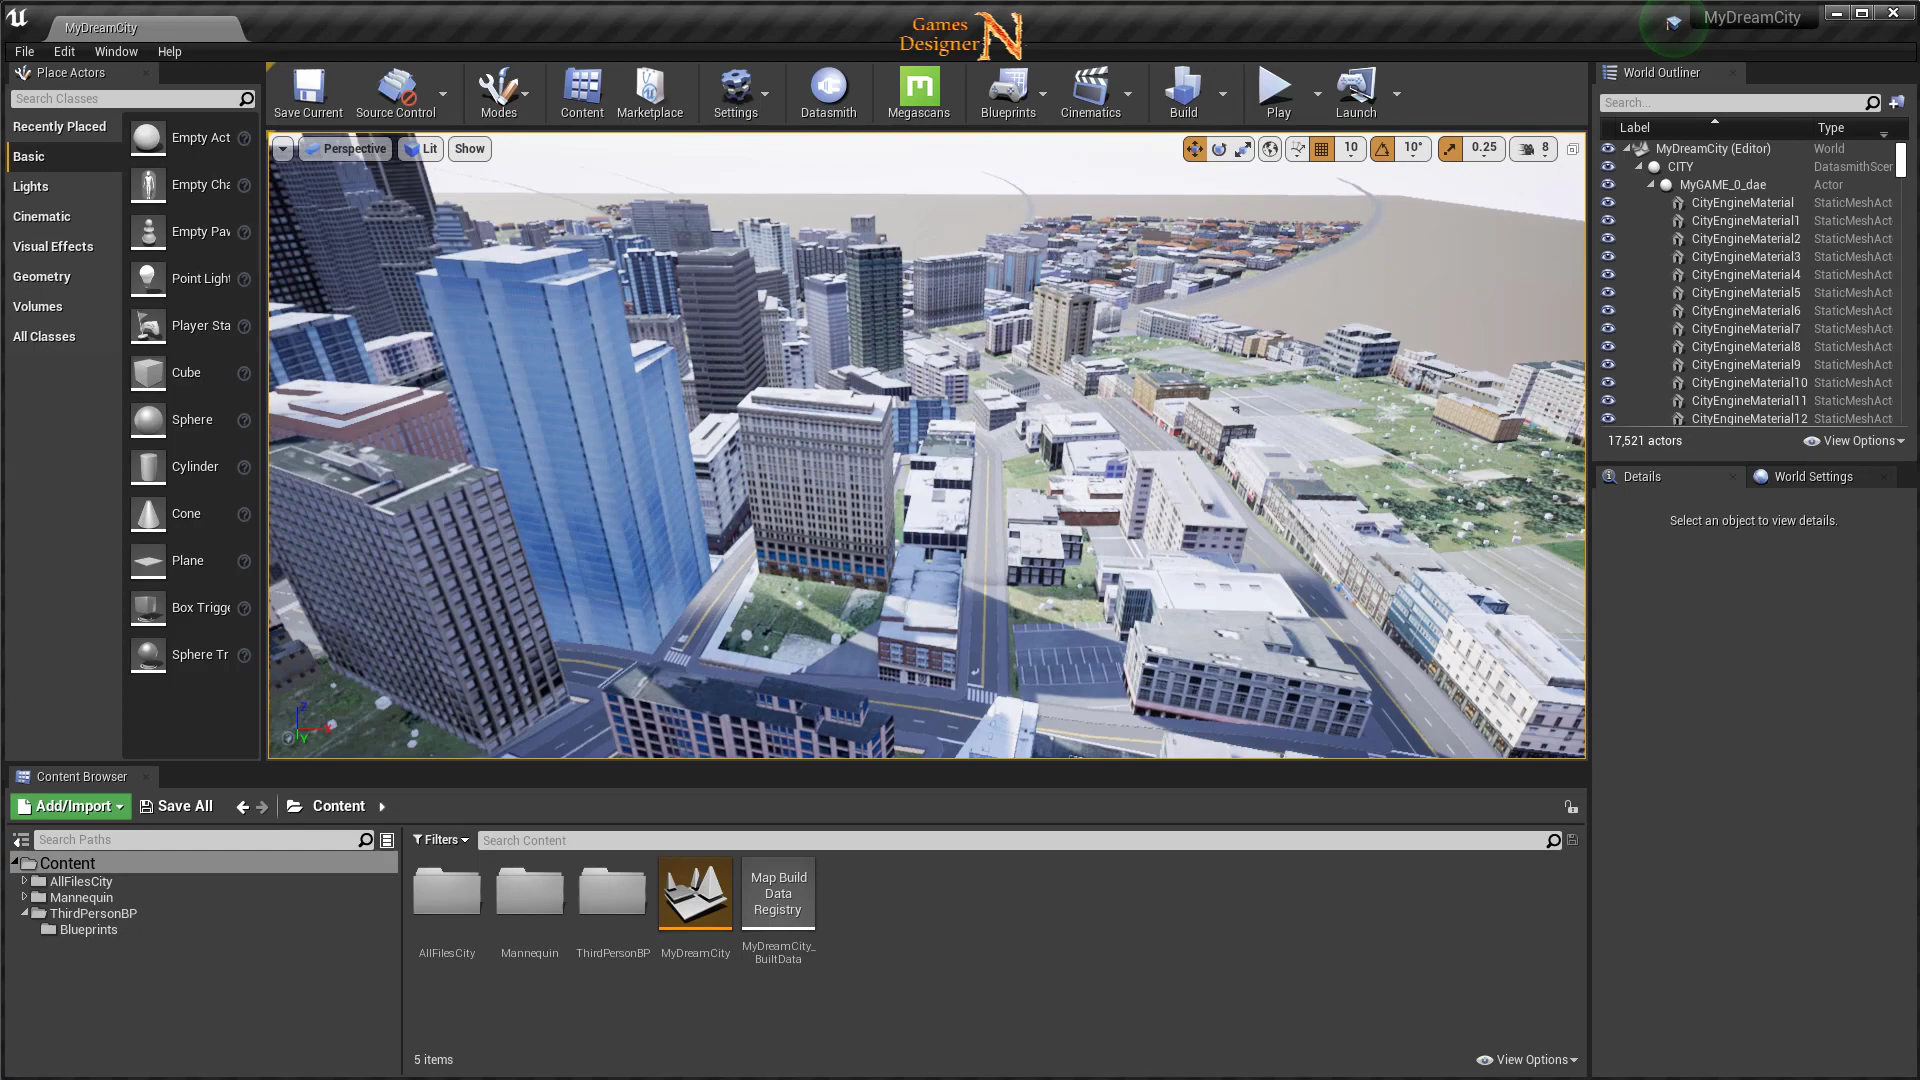 MyDreamCity
Games
Designer N
MyDreamCity
File Edit Window Help
Place Actors
Search Classes
Recently Placed
Basic
Lights
Cinematic
Visual Effects
Geometry
Volumes
All Classes
Empty Act
Empty Cha
Empty Pav
Point Light
Player Sta
Cube
Sphere
Cylinder
Cone
Plane
Box Trigge
Sphere Tr
Save Current
Source Control
Modes
Content
Marketplace
Settings
Datasmith
Megascans
Blueprints
Cinematics
Build
Play
Launch
Perspective
Lit
Show
10
10°
0.25
8
Z
X
Y
World Outliner
Search...
Label Type
MyDreamCity (Editor) World
CITY DatasmithScer
MyGAME_0_dae Actor
CityEngineMaterial StaticMeshAct
CityEngineMaterial1 StaticMeshAct
CityEngineMaterial2 StaticMeshAct
CityEngineMaterial3 StaticMeshAct
CityEngineMaterial4 StaticMeshAct
CityEngineMaterial5 StaticMeshAct
CityEngineMaterial6 StaticMeshAct
CityEngineMaterial7 StaticMeshAct
CityEngineMaterial8 StaticMeshAct
CityEngineMaterial9 StaticMeshAct
CityEngineMaterial10 StaticMeshAct
CityEngineMaterial11 StaticMeshAct
CityEngineMaterial12 StaticMeshAct
17,521 actors
View Options
Details
World Settings
Select an object to view details.
Content Browser
Add/Import
Save All
Content
Search Paths
Content
AllFilesCity
Mannequin
ThirdPersonBP
Blueprints
Filters
Search Content
Map Build
Data
Registry
AllFilesCity
Mannequin
ThirdPersonBP
MyDreamCity
MyDreamCity_
BuiltData
5 items
View Options